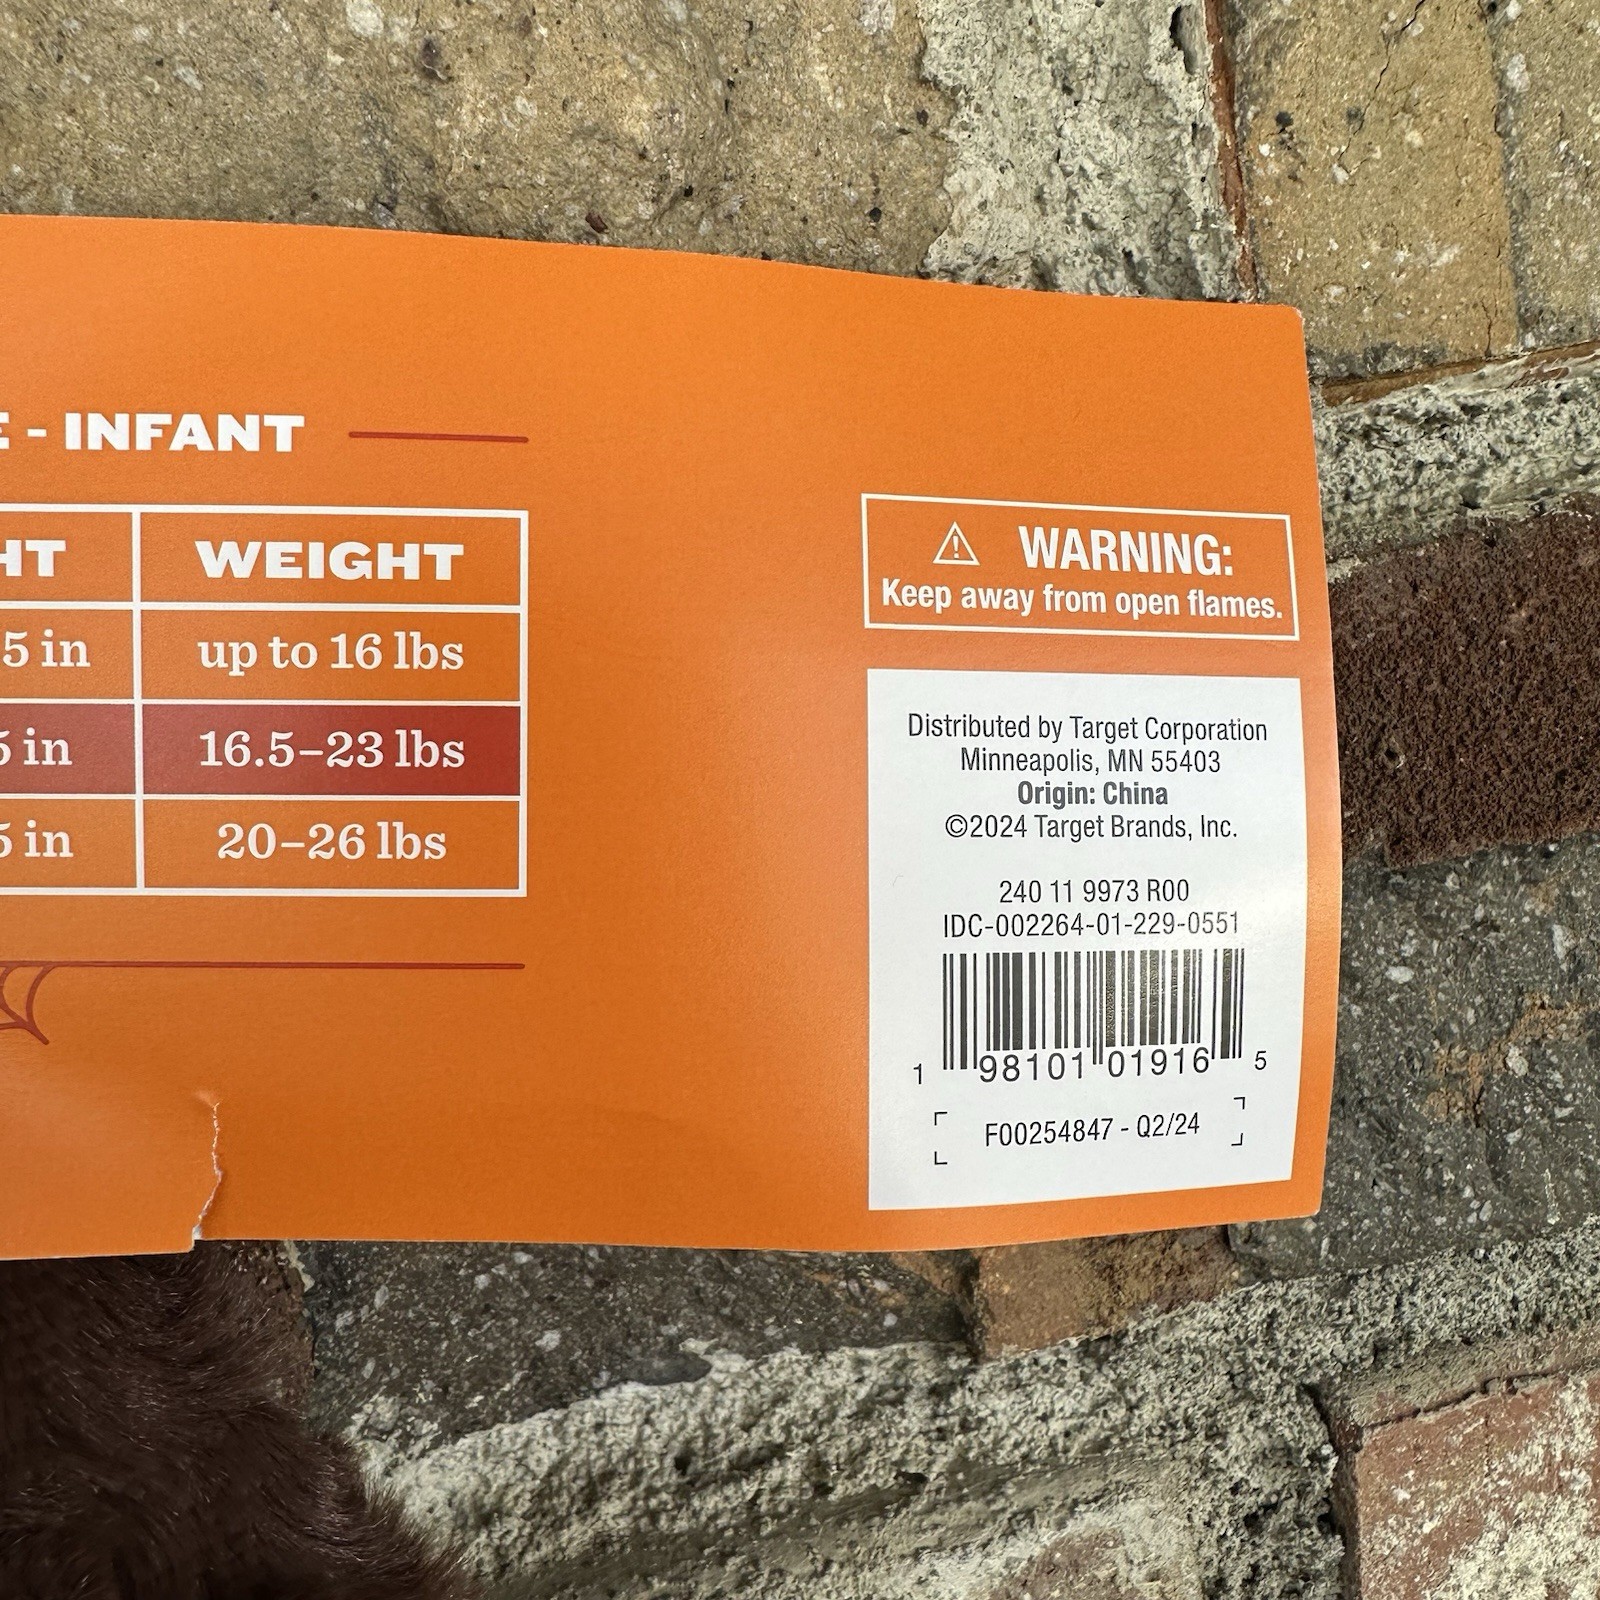 E - INFANT
HT WEIGHT
5 in up to 16 lbs
5 in 16.5–23 lbs
5 in 20–26 lbs
⚠ WARNING:
Keep away from open flames.
Distributed by Target Corporation
Minneapolis, MN 55403
Origin: China
©2024 Target Brands, Inc.
240 11 9973 R00
IDC-002264-01-229-0551
1 98101 01916 5
F00254847 - Q2/24